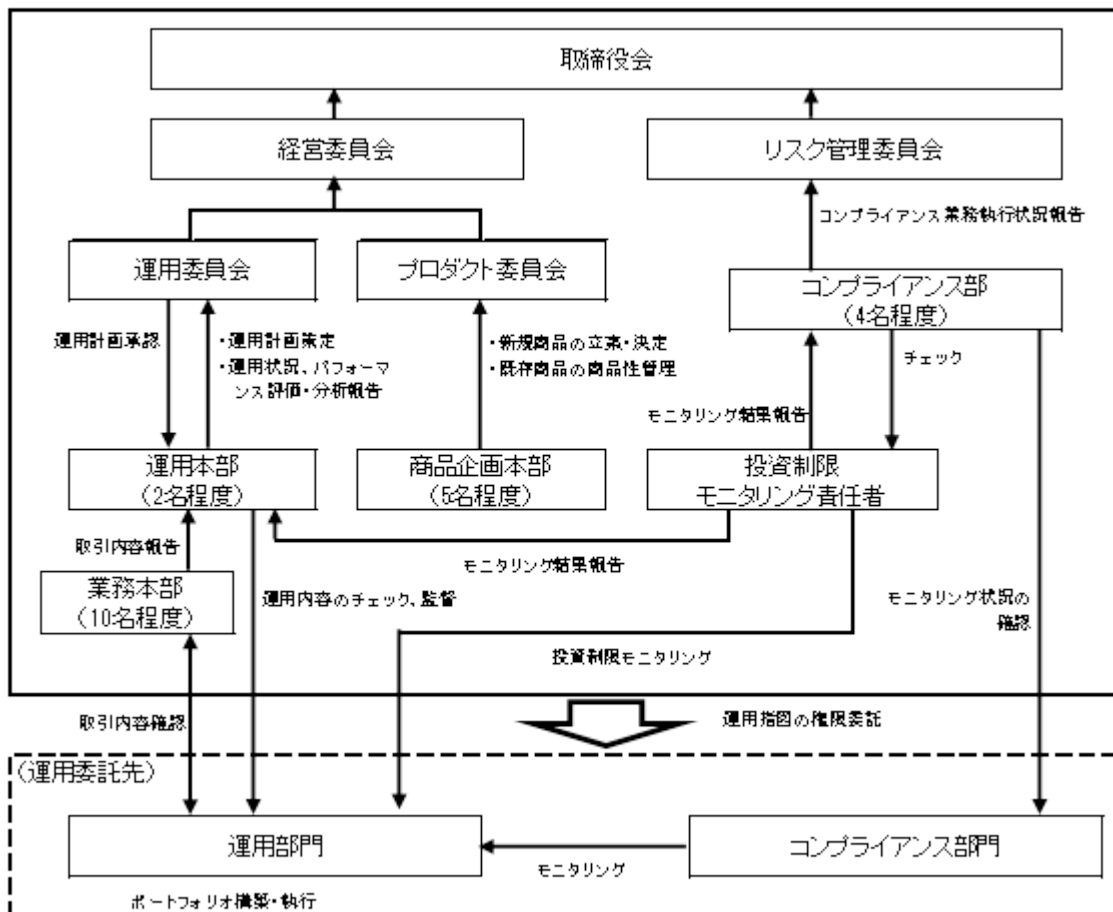 取締役会
経営委員会
リスク管理委員会
コンプライアンス業務執行状況報告
運用委員会
プロダクト委員会
コンプライアンス部
(4名程度)
運用計画承認
・運用計画策定
・運用状況、パフォーマ
ンス評価・分析報告
・新規商品の立案・決定
・既存商品の商品性管理
チェック
モニタリング結果報告
運用本部
(2名程度)
商品企画本部
(5名程度)
投資制限
モニタリング責任者
取引内容報告
モニタリング結果報告
業務本部
(10名程度)
運用内容のチェック、監督
モニタリング状況の
確認
投資制限モニタリング
取引内容確認
運用指図の権限委託
(運用委託先)
運用部門
コンプライアンス部門
モニタリング
ポートフォリオ構築・執行